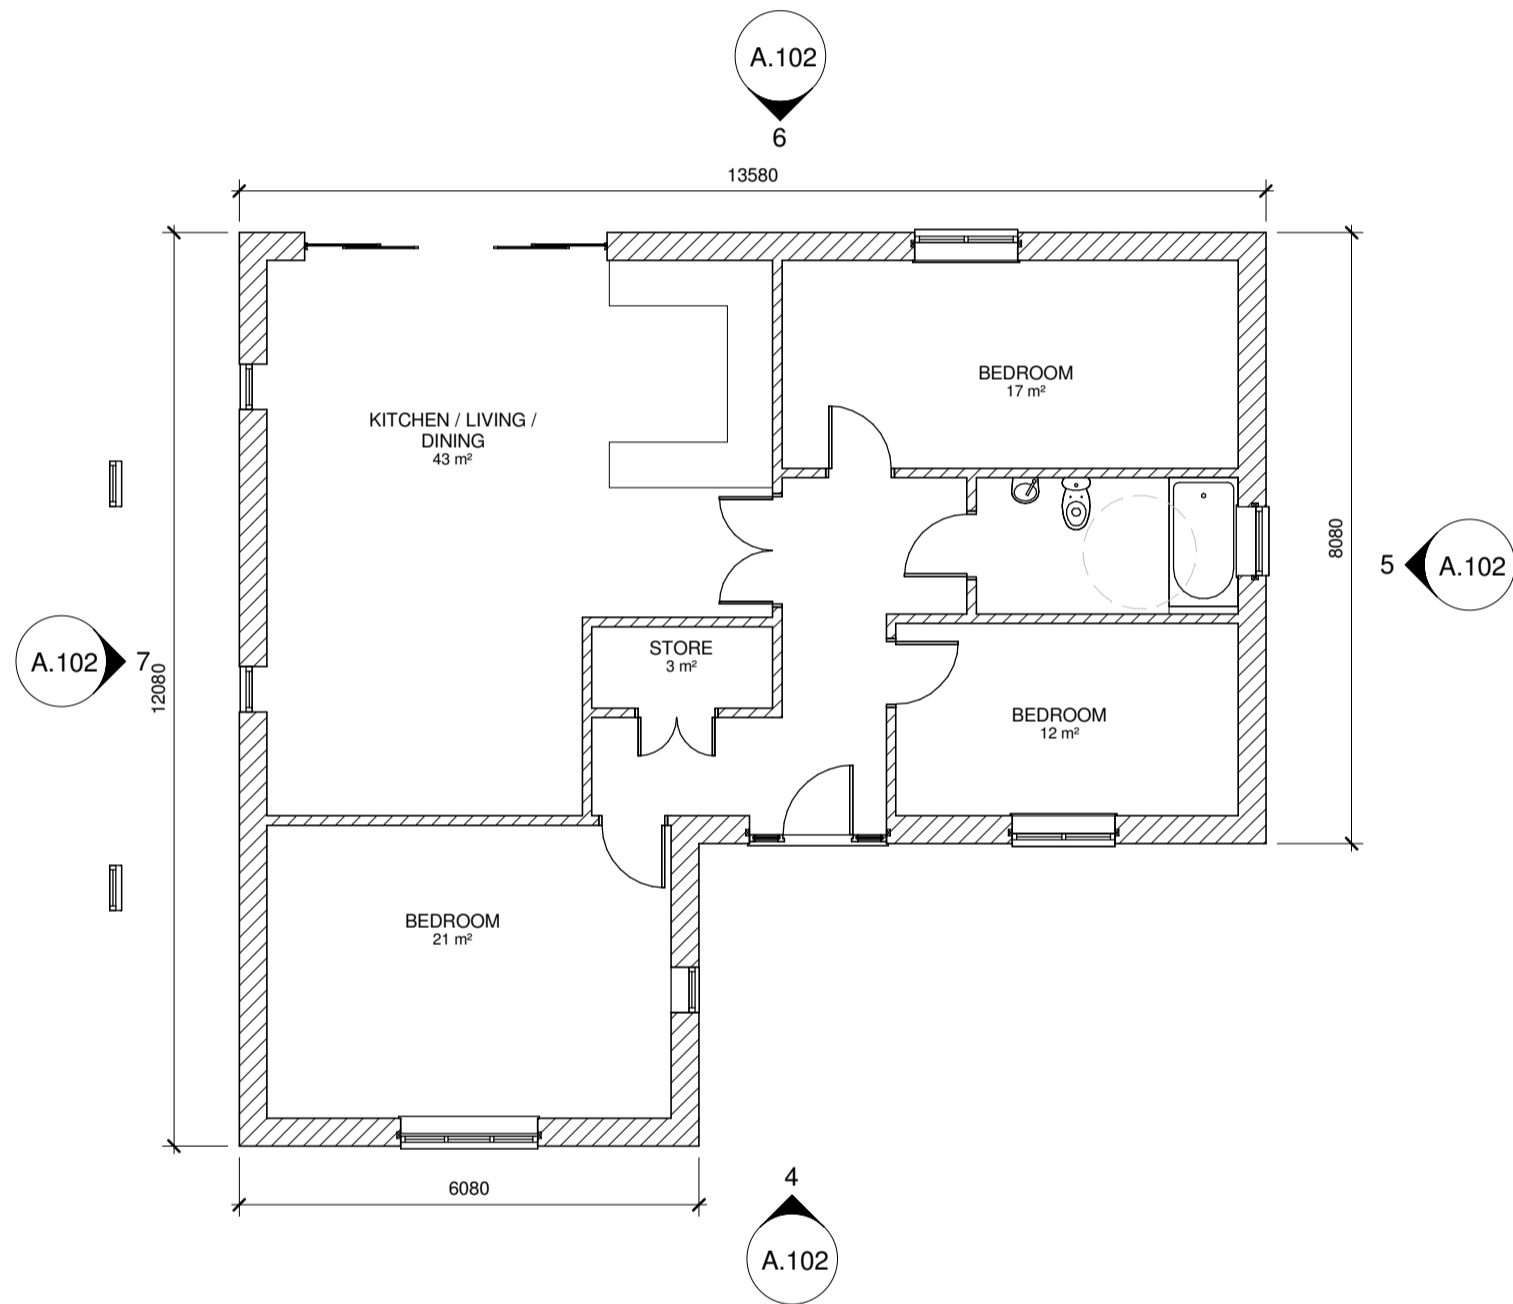 A.102
6
13580
BEDROOM
17 m²
KITCHEN / LIVING /
DINING
43 m²
8080
5
A.102
A.102
7
12080
STORE
3 m²
BEDROOM
12 m²
BEDROOM
21 m²
6080
4
A.102